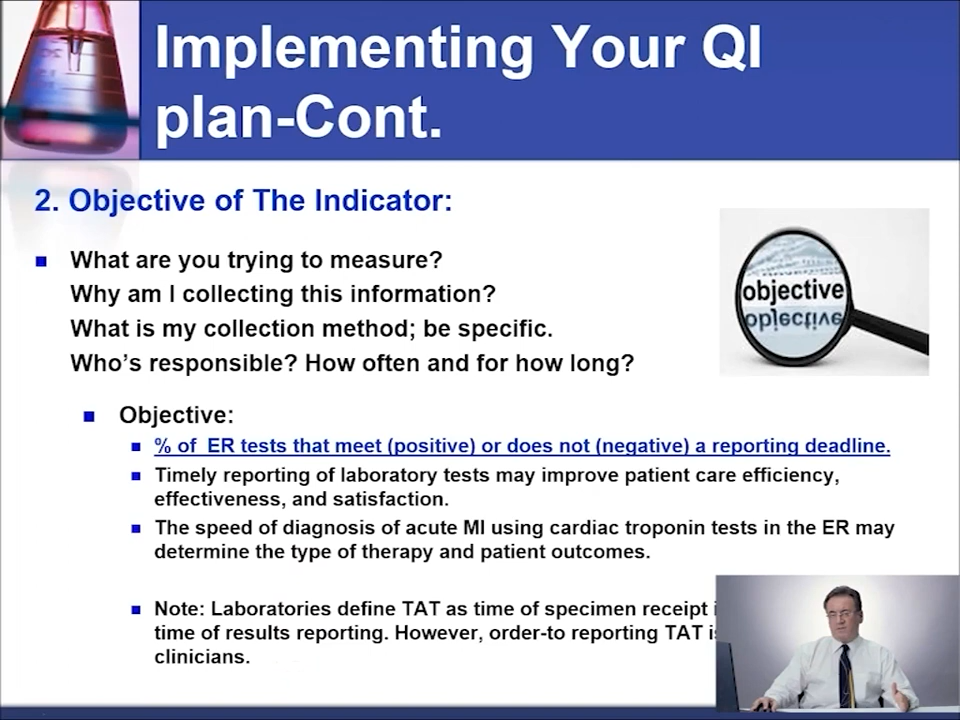 Implementing Your QI
plan-Cont.
2. Objective of The Indicator:
What are you trying to measure?
Why am I collecting this information?
What is my collection method; be specific.
Who's responsible? How often and for how long?
objective
objective
Objective:
% of ER tests that meet (positive) or does not (negative) a reporting deadline.
Timely reporting of laboratory tests may improve patient care efficiency,
effectiveness, and satisfaction.
The speed of diagnosis of acute MI using cardiac troponin tests in the ER may
determine the type of therapy and patient outcomes.
Note: Laboratories define TAT as time of specimen receipt
time of results reporting. However, order-to reporting TAT
clinicians.